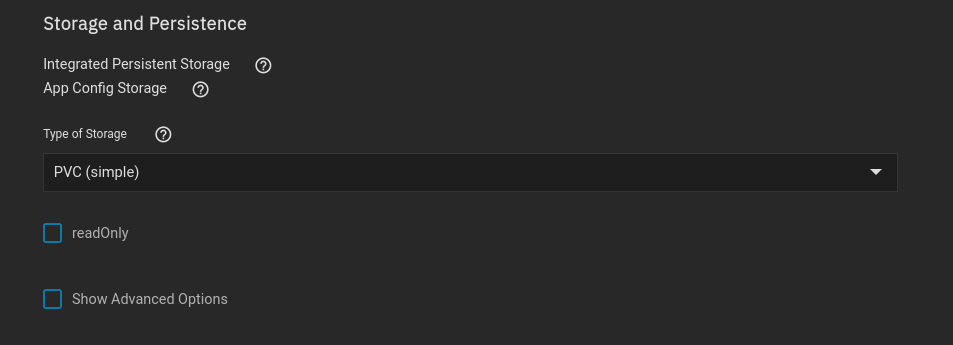 Storage and Persistence
Integrated Persistent Storage
App Config Storage
Type of Storage
PVC (simple)
readOnly
Show Advanced Options